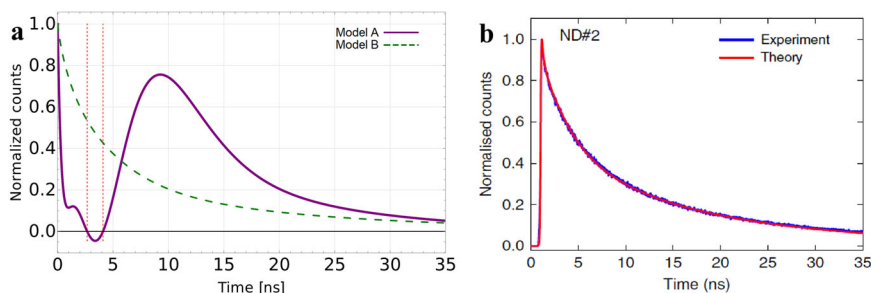 a
Model A
Model B
Normalized counts
1.0
0.8
0.6
0.4
0.2
0.0
0 5 10 15 20 25 30 35
Time [ns]
b
ND#2
Experiment
Theory
Normalised counts
1.0
0.8
0.6
0.4
0.2
0.0
0 5 10 15 20 25 30 35
Time (ns)